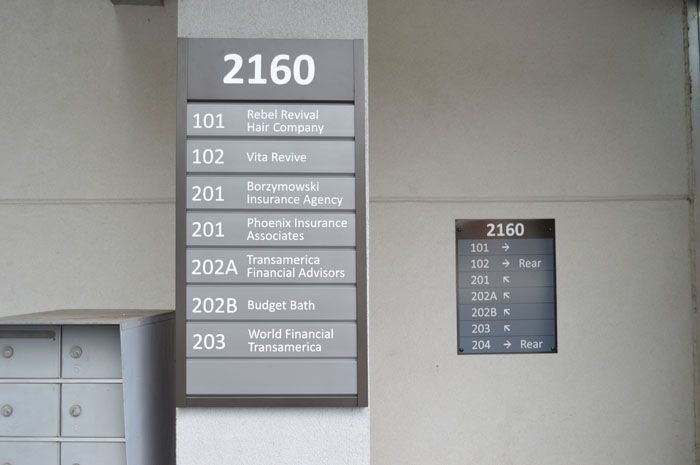 2160
101 Rebel Revival
Hair Company
102 Vita Revive
201 Borzymowski
Insurance Agency
201 Phoenix Insurance
Associates
202A Transamerica
Financial Advisors
202B Budget Bath
203 World Financial
Transamerica
2160
101 →
102 → Rear
201 ↖
202A ↖
202B ↖
203 ↖
204 → Rear